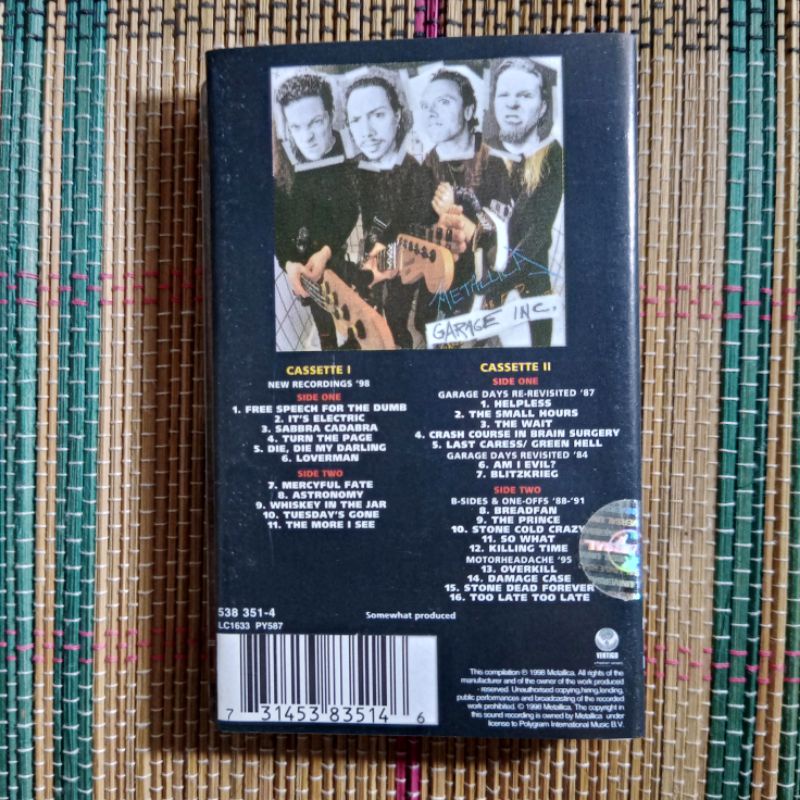 METALLICA
GARAGE INC.
CASSETTE I
NEW RECORDINGS '98
SIDE ONE
1. FREE SPEECH FOR THE DUMB
2. IT'S ELECTRIC
3. SABBRA CADABRA
4. TURN THE PAGE
5. DIE, DIE MY DARLING
6. LOVERMAN
SIDE TWO
7. MERCYFUL FATE
8. ASTRONOMY
9. WHISKEY IN THE JAR
10. TUESDAY'S GONE
11. THE MORE I SEE
CASSETTE II
SIDE ONE
GARAGE DAYS RE-REVISITED '87
1. HELPLESS
2. THE SMALL HOURS
3. THE WAIT
4. CRASH COURSE IN BRAIN SURGERY
5. LAST CARESS/ GREEN HELL
GARAGE DAYS REVISITED '84
6. AM I EVIL?
7. BLITZKRIEG
SIDE TWO
B-SIDES & ONE-OFFS '88-'91
8. BREADFAN
9. THE PRINCE
10. STONE COLD CRAZY
11. SO WHAT
12. KILLING TIME
MOTORHEADACHE '95
13. OVERKILL
14. DAMAGE CASE
15. STONE DEAD FOREVER
16. TOO LATE TOO LATE
538 351-4
LC1633 PY587
Somewhat produced
7 31453 83514 6
VERTIGO
This compilation ℗ 1998 Metallica. All rights of the
manufacturer and of the owner of the work produced
reserved. Unauthorised copying,hiring,lending,
public performances and broadcasting of the recorded
work prohibited. © 1998 Metallica. The copyright in
this sound recording is owned by Metallica under
license to Polygram International Music B.V.